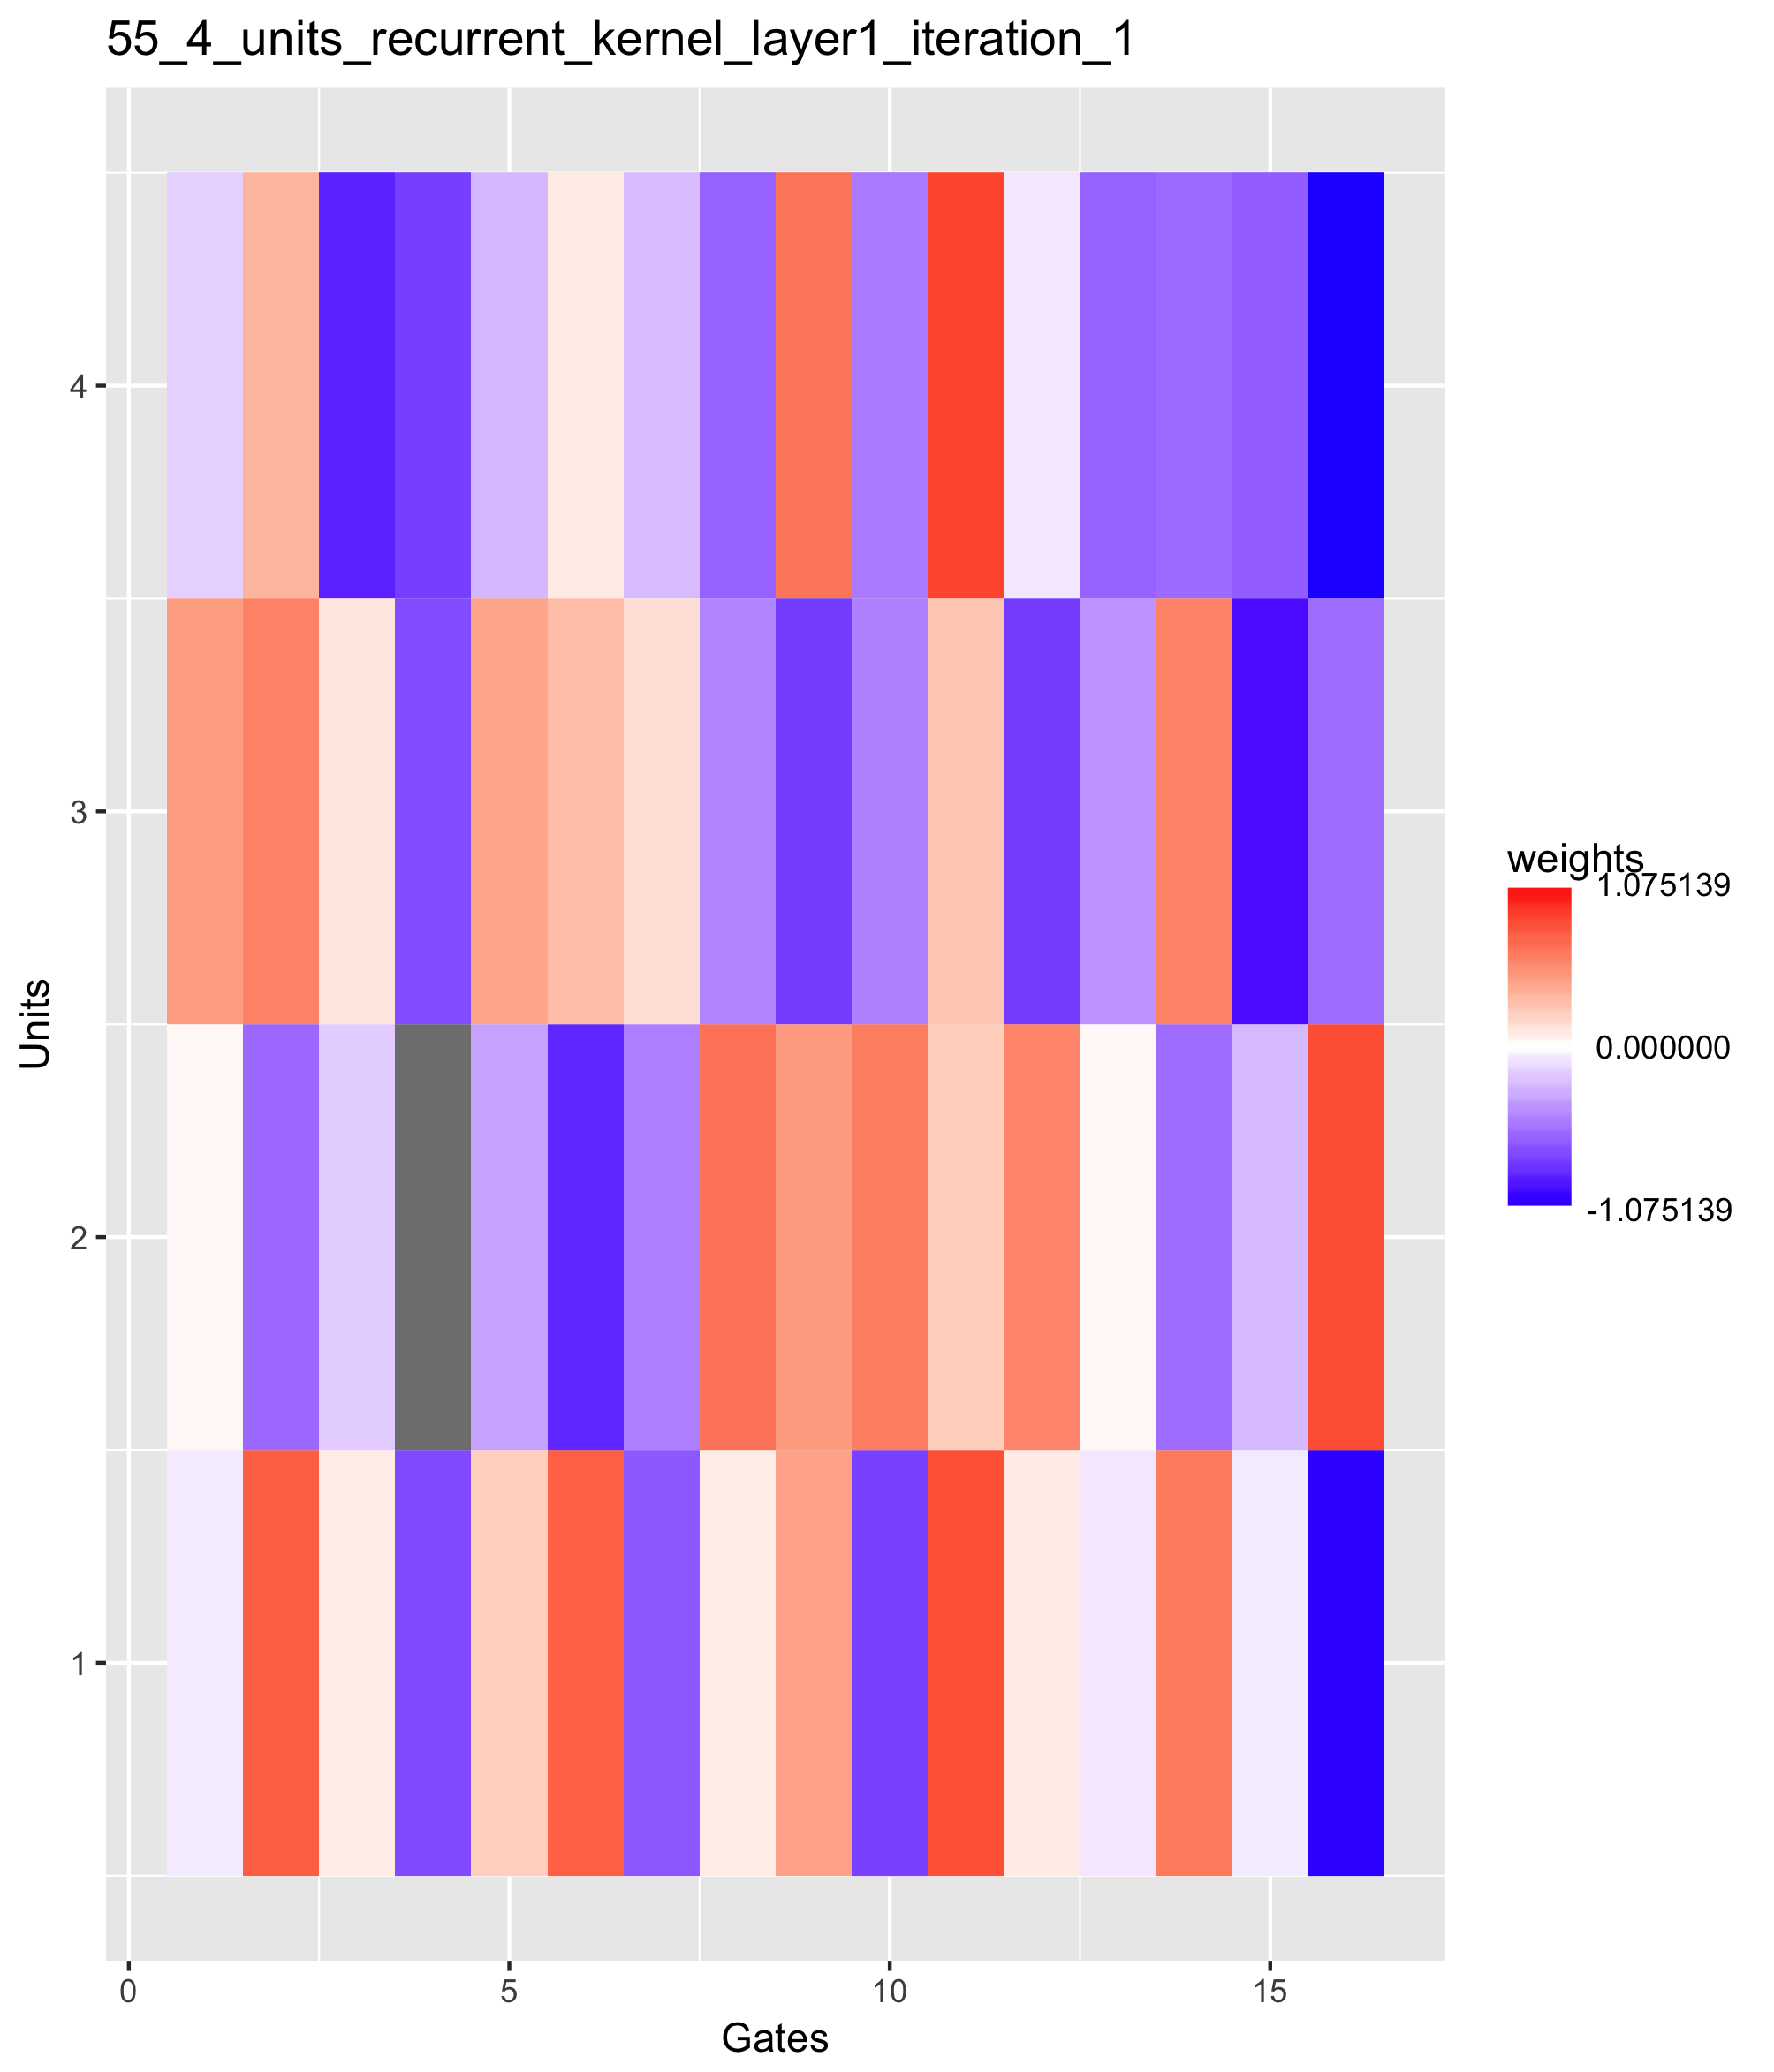 55_4_units_recurrent_kernel_layer1_iteration_1
4
3
2
1
Units
0 5 10 15
Gates
weights
1.075139
0.000000
-1.075139